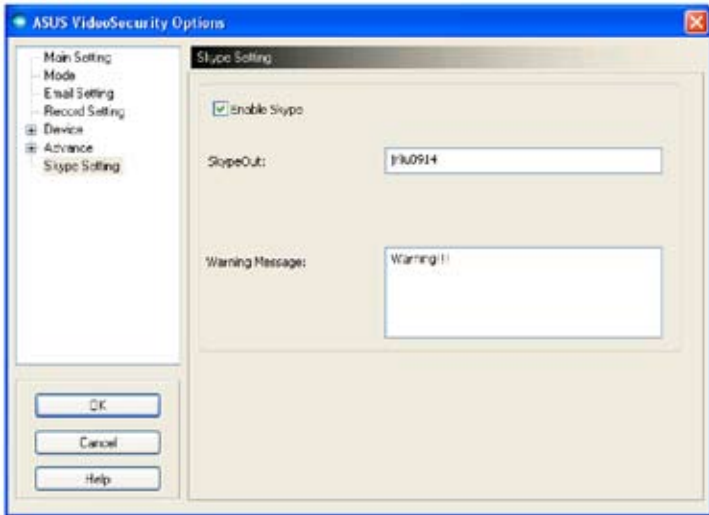 ASUS VideoSecurity Options
Main Setting
Mode
Email Setting
Record Setting
Device
Advance
Skype Setting
Skype Setting
Enable Skype
SkypeOut:
Warning Message:
Warning!!!
OK
Cancel
Help